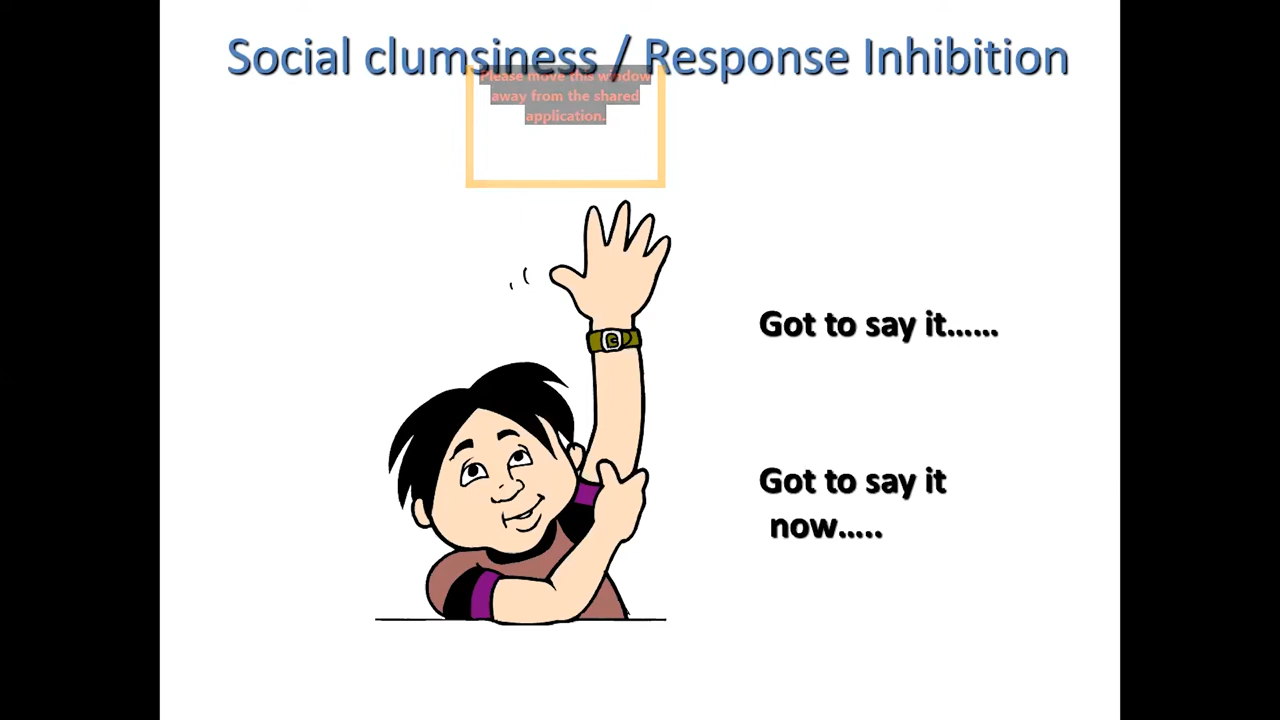 Social clumsiness / Response Inhibition
Please move this window
away from the shared
application.
Got to say it......
Got to say it
now.....